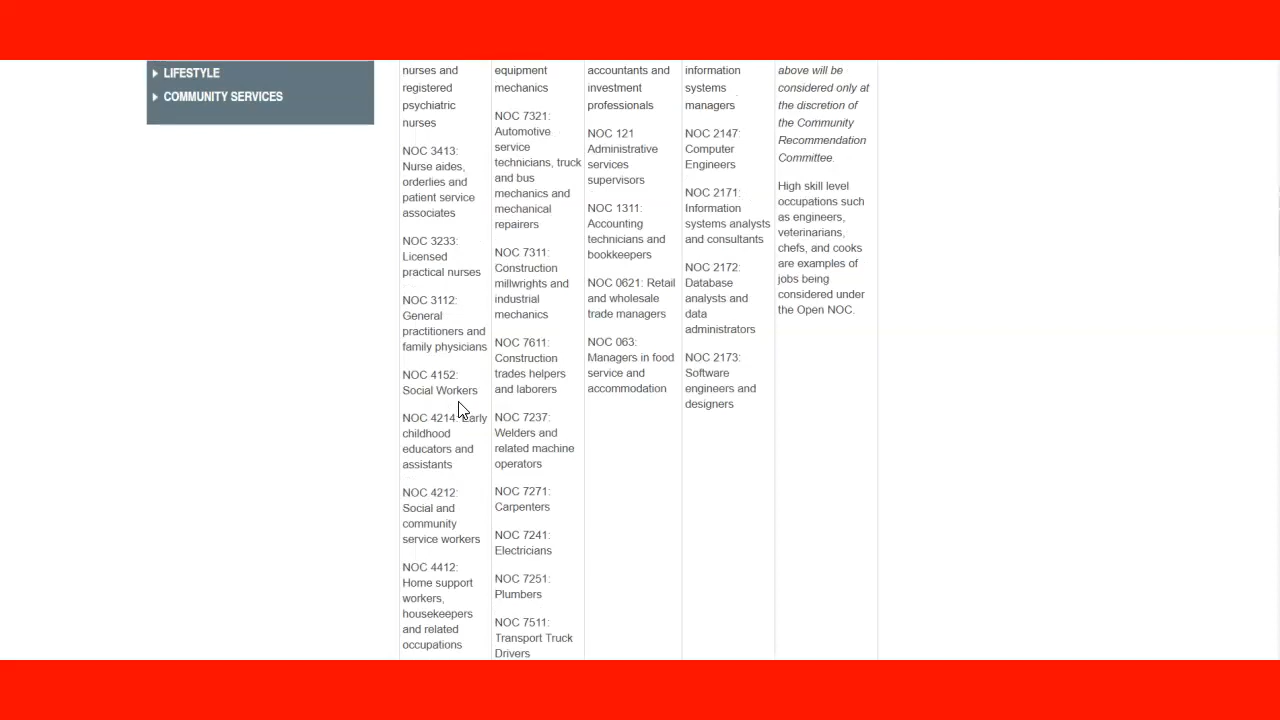 LIFESTYLE
COMMUNITY SERVICES
nurses and
registered
psychiatric
nurses
NOC 3413:
Nurse aides,
orderlies and
patient service
associates
NOC 3233:
Licensed
practical nurses
NOC 3112:
General
practitioners and
family physicians
NOC 4152:
Social Workers
NOC 4214: Early
childhood
educators and
assistants
NOC 4212:
Social and
community
service workers
NOC 4412:
Home support
workers,
housekeepers
and related
occupations
equipment
mechanics
NOC 7321:
Automotive
service
technicians, truck
and bus
mechanics and
mechanical
repairers
NOC 7311:
Construction
millwrights and
industrial
mechanics
NOC 7611:
Construction
trades helpers
and laborers
NOC 7237:
Welders and
related machine
operators
NOC 7271:
Carpenters
NOC 7241:
Electricians
NOC 7251:
Plumbers
NOC 7511:
Transport Truck
Drivers
accountants and
investment
professionals
NOC 121
Administrative
services
supervisors
NOC 1311:
Accounting
technicians and
bookkeepers
NOC 0621: Retail
and wholesale
trade managers
NOC 063:
Managers in food
service and
accommodation
information
systems
managers
NOC 2147:
Computer
Engineers
NOC 2171:
Information
systems analysts
and consultants
NOC 2172:
Database
analysts and
data
administrators
NOC 2173:
Software
engineers and
designers
above will be
considered only at
the discretion of
the Community
Recommendation
Committee.
High skill level
occupations such
as engineers,
veterinarians,
chefs, and cooks
are examples of
jobs being
considered under
the Open NOC.